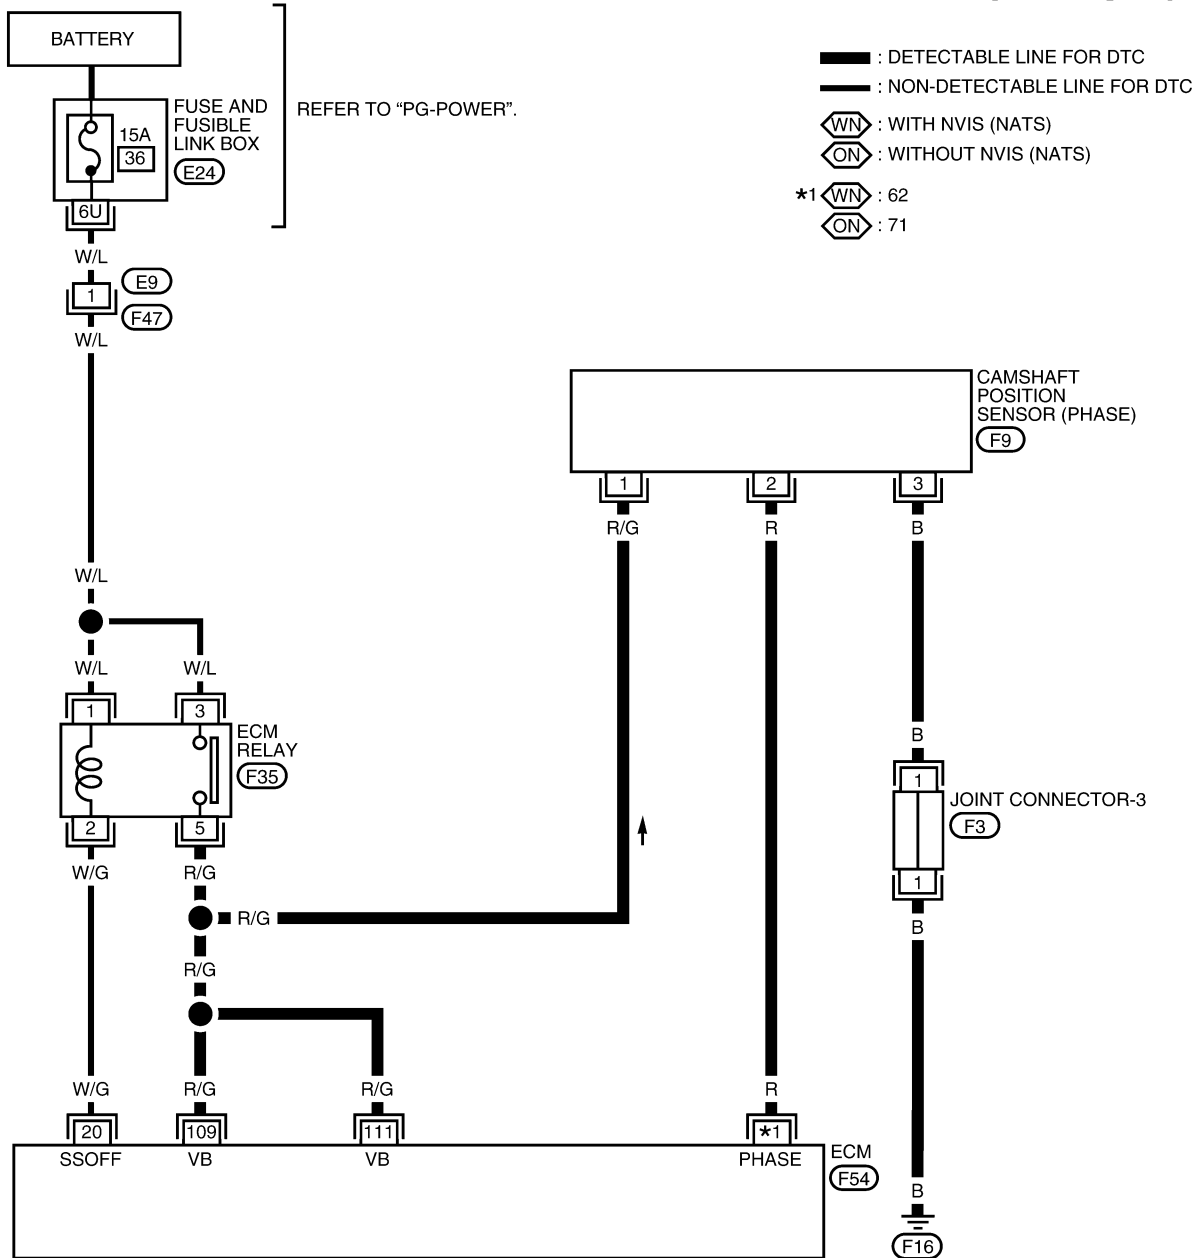 BATTERY
: DETECTABLE LINE FOR DTC
: NON-DETECTABLE LINE FOR DTC
WN : WITH NVIS (NATS)
ON : WITHOUT NVIS (NATS)
*1 WN : 62
ON : 71
REFER TO “PG-POWER”.
FUSE AND
FUSIBLE
LINK BOX
E24
15A
36
6U
W/L
1
E9
F47
W/L
CAMSHAFT
POSITION
SENSOR (PHASE)
F9
1 2 3
R/G R B
W/L
W/L W/L
1 3
ECM
RELAY
F35
2 5
W/G R/G
B
1
JOINT CONNECTOR-3
F3
1
B
R/G
R/G
W/G R/G R/G R
20 109 111 *1
SSOFF VB VB PHASE
ECM
F54
B
F16